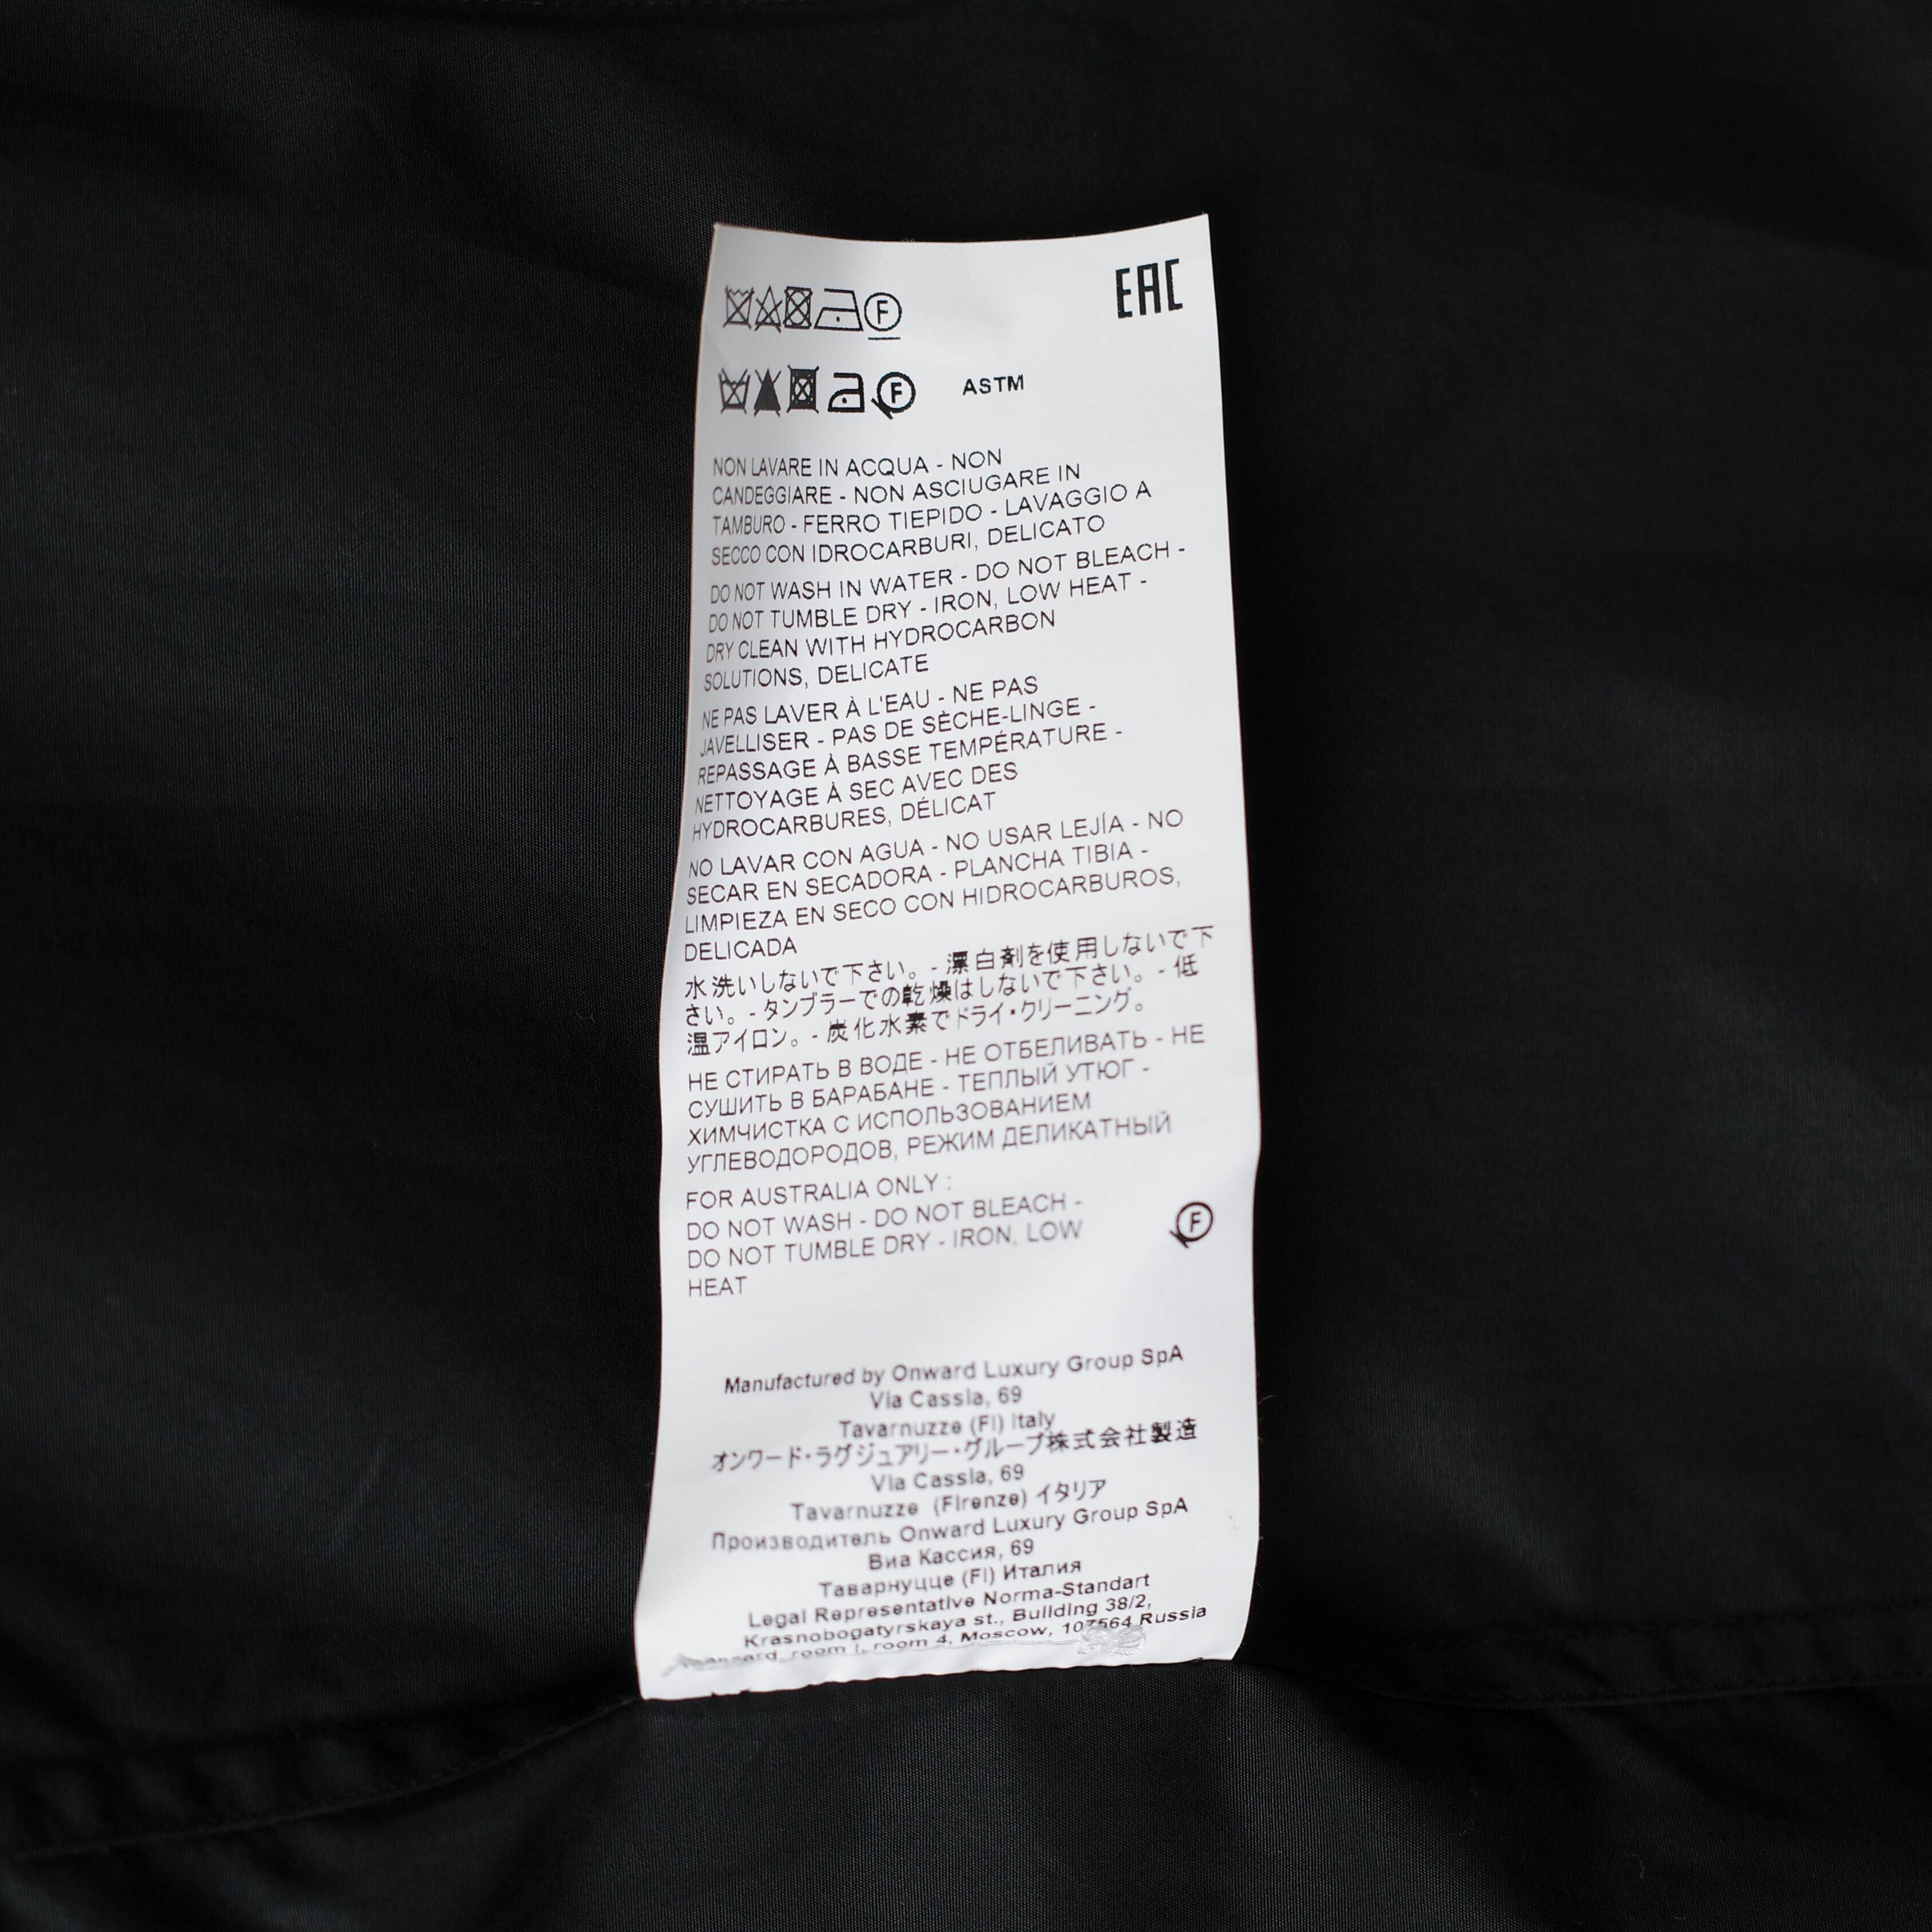 EAC
F
F ASTM
NON LAVARE IN ACQUA - NON
CANDEGGIARE - NON ASCIUGARE IN
TAMBURO - FERRO TIEPIDO - LAVAGGIO A
SECCO CON IDROCARBURI, DELICATO
DO NOT WASH IN WATER - DO NOT BLEACH -
DO NOT TUMBLE DRY - IRON, LOW HEAT -
DRY CLEAN WITH HYDROCARBON
SOLUTIONS, DELICATE
NE PAS LAVER À L'EAU - NE PAS
JAVELLISER - PAS DE SÈCHE-LINGE -
REPASSAGE À BASSE TEMPÉRATURE -
NETTOYAGE À SEC AVEC DES
HYDROCARBURES, DÉLICAT
NO LAVAR CON AGUA - NO USAR LEJÍA - NO
SECAR EN SECADORA - PLANCHA TIBIA -
LIMPIEZA EN SECO CON HIDROCARBUROS,
DELICADA
水洗いしないで下さい。- 漂白剤を使用しないで下
さい。- タンブラーでの乾燥はしないで下さい。- 低
温アイロン。- 炭化水素でドライ・クリーニング。
НЕ СТИРАТЬ В ВОДЕ - НЕ ОТБЕЛИВАТЬ - НЕ
СУШИТЬ В БАРАБАНЕ - ТЕПЛЫЙ УТЮГ -
ХИМЧИСТКА С ИСПОЛЬЗОВАНИЕМ
УГЛЕВОДОРОДОВ, РЕЖИМ ДЕЛИКАТНЫЙ
FOR AUSTRALIA ONLY :
DO NOT WASH - DO NOT BLEACH -
DO NOT TUMBLE DRY - IRON, LOW
HEAT
F
Manufactured by Onward Luxury Group SpA
Via Cassia, 69
Tavarnuzze (FI) Italy
オンワード・ラグジュアリー・グループ株式会社製造
Via Cassia, 69
Tavarnuzze (Firenze) イタリア
Производитель Onward Luxury Group SpA
Виа Кассия, 69
Таварнуцце (FI) Италия
Legal Representative Norma-Standart
Krasnobogatyrskaya st., Building 38/2,
room I, room 4, Moscow, 107564 Russia